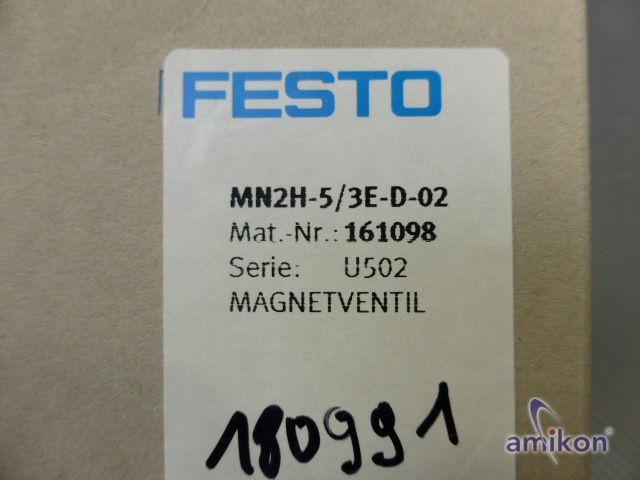 FESTO
MN2H-5/3E-D-02
Mat.-Nr.: 161098
Serie: U502
MAGNETVENTIL
180991
amikon